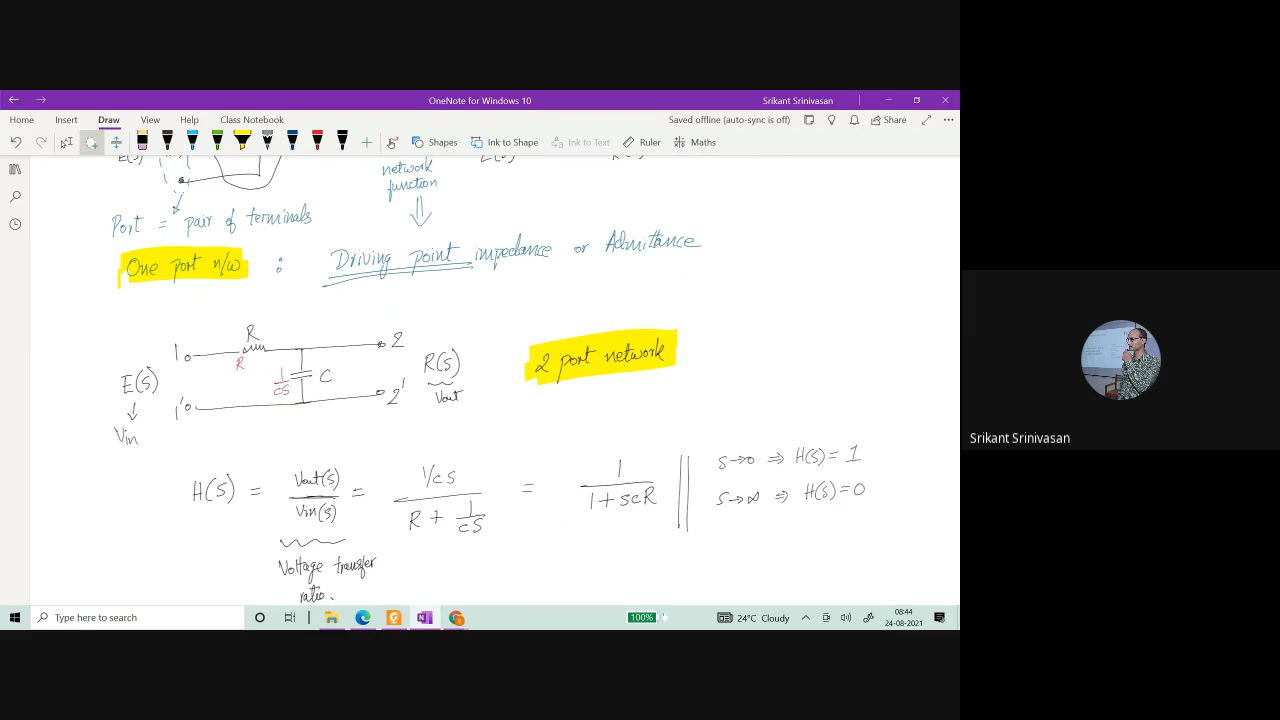 OneNote for Windows 10
Srikant Srinivasan
Home Insert Draw View Help Class Notebook
Saved offline (auto-sync is off) Share
Shapes Ink to Shape Ink to Text Ruler Maths
E(s)
network
function
Port = pair of terminals
One port n/w : Driving point impedance or Admittance
R
1 2
R
E(s) 1/CS C R(s) 2 port network
1' 2' Vout
Vin
H(s) = Vout(s)/Vin(s) = 1/CS / R + 1/CS = 1/1+SCR
S→0 ⇒ H(s) = 1
S→∞ ⇒ H(s) = 0
Voltage transfer
ratio.
Type here to search
100%
24°C Cloudy
08:44
24-08-2021
Srikant Srinivasan